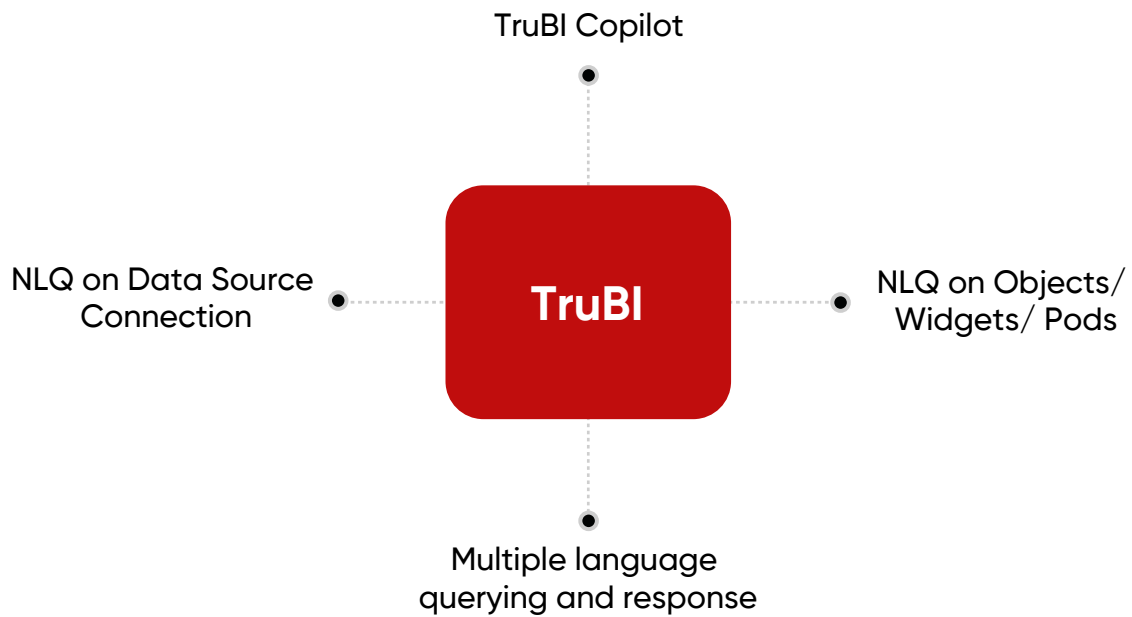 TruBI Copilot
NLQ on Data Source
Connection
TruBI
NLQ on Objects/
Widgets/ Pods
Multiple language
querying and response